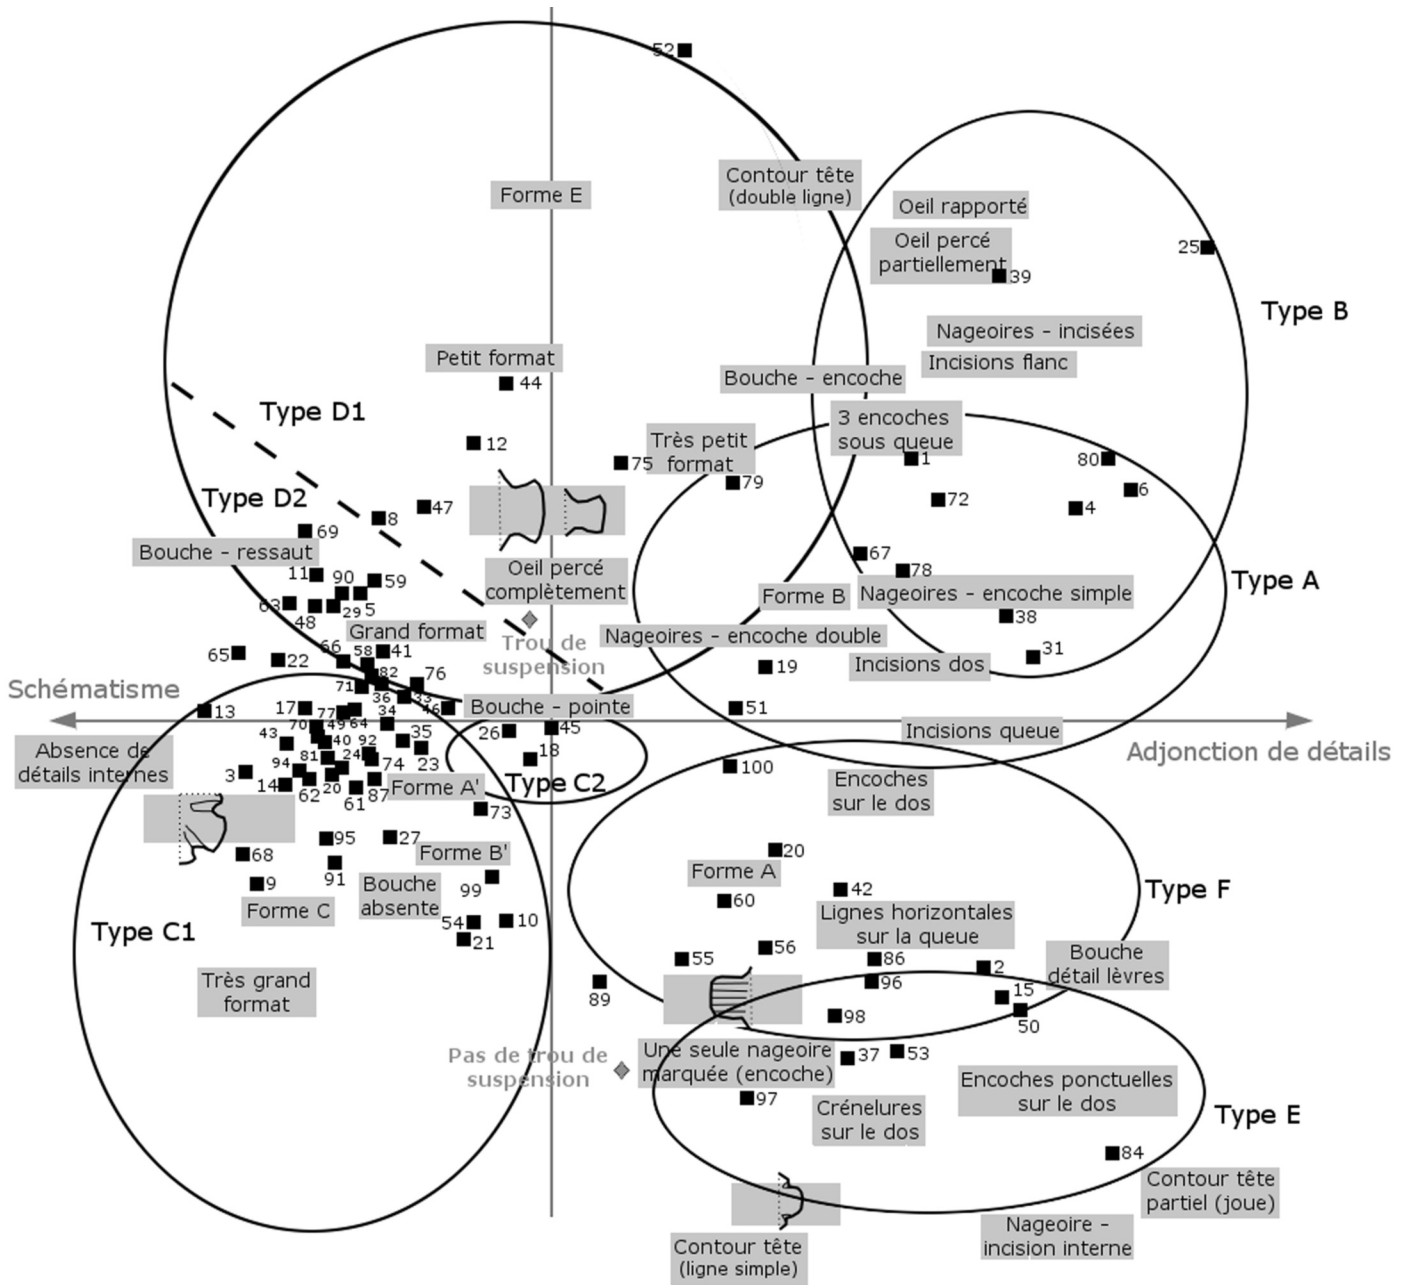 52
Contour tête
(double ligne)
Forme E
Oeil rapporté
Oeil percé
partiellement
25
39
Type B
Nageoires - incisées
Incisions flanc
Petit format
44
Bouche - encoche
Type D1
3 encoches
sous queue
12
75
Très petit
format
1
80
79
6
Type D2
47
72
4
8
69
Bouche - ressaut
67
11
90
59
Oeil percé
complètement
78
Type A
63
48
29
5
Forme B
Nageoires - encoche simple
38
Grand format
Trou de
suspension
Nageoires - encoche double
65
22
66
58
41
31
82
76
19
Incisions dos
Schématisme
71
36
33
13
17
77
46
Bouche - pointe
51
70
49
64
34
26
45
Incisions queue
Absence de
détails internes
43
40
92
35
18
Adjonction de détails
81
24
23
94
74
100
3
14
62
20
61
87
Forme A'
Type C2
Encoches
sur le dos
73
95
27
Forme B'
20
68
91
Forme A
9
Bouche
absente
99
42
Type F
Forme C
60
Type C1
54
10
Lignes horizontales
sur la queue
21
56
55
86
2
Bouche
détail lèvres
Très grand
format
89
96
15
98
50
Pas de trou de
suspension
Une seule nageoire
marquée (encoche)
37
53
97
Encoches ponctuelles
sur le dos
Crénelures
sur le dos
Type E
84
Contour tête
partiel (joue)
Nageoire -
incision interne
Contour tête
(ligne simple)